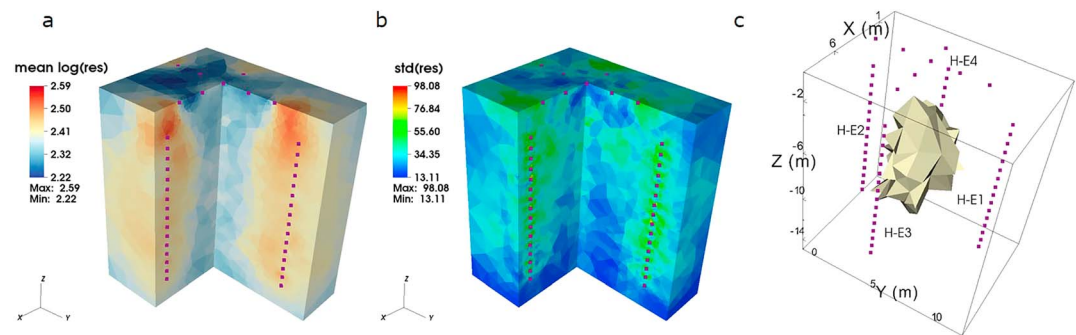 a
mean log(res)
2.59
2.50
2.41
2.32
2.22
Max: 2.59
Min: 2.22
Z
X
Y
b
std(res)
98.08
76.84
55.60
34.35
13.11
Max: 98.08
Min: 13.11
Z
X
Y
c
1
X (m)
6
H-E4
-2
H-E2
-6
Z (m)
-10
H-E1
-14
H-E3
0
5
Y (m)
10